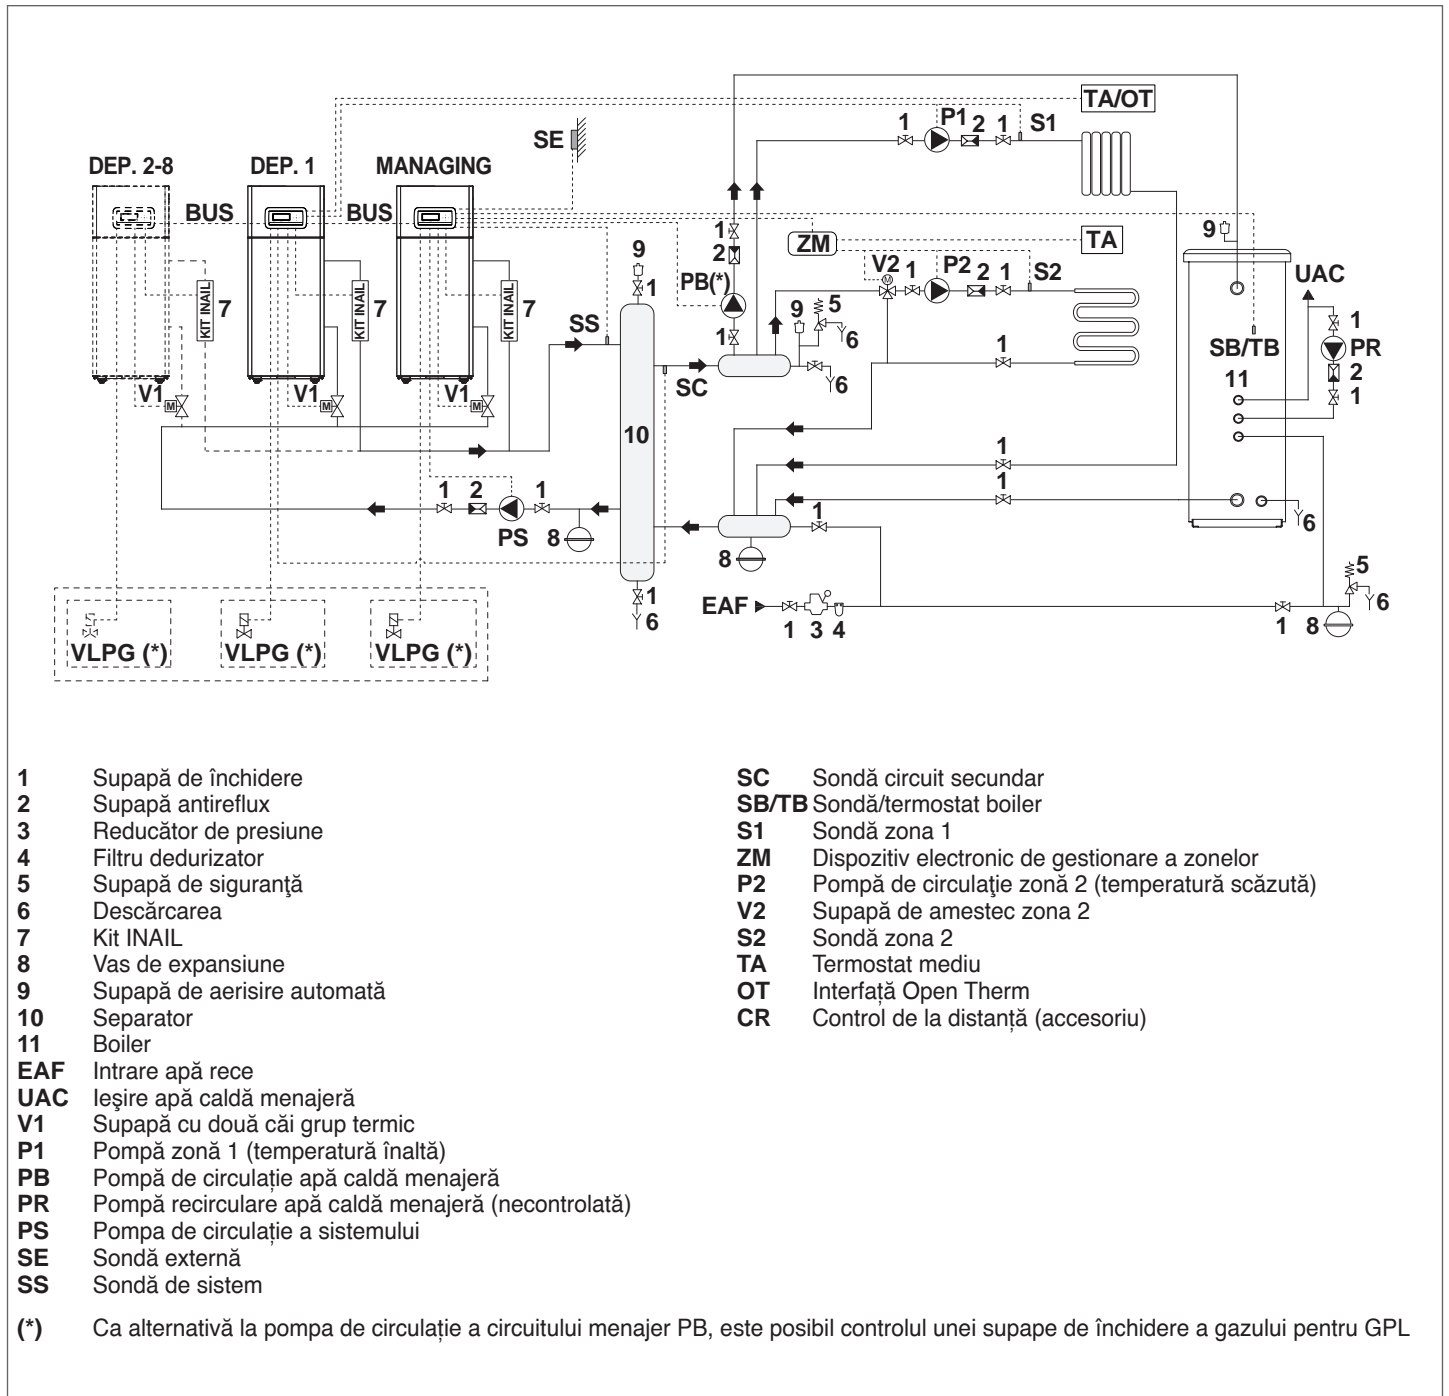 TA/OT
1 P1 2 1 S1
SE
DEP. 2-8 DEP. 1 MANAGING
BUS BUS
1
9
ZM TA
9
2
V2 1 P2 2 1 S2
PB(*)
UAC
KIT INAIL 7 KIT INAIL 7 KIT INAIL 7
1
9 5
SS
1
6
1
SB/TB PR
1
SC
6
11 2
V1 V1 V1
M M M M
1
10
1
1 2 1
1
PS 8
1
6
8
5
1
6
EAF
1 3 4
1 8
6
VLPG (*) VLPG (*) VLPG (*)
1 Supapă de închidere
2 Supapă antireflux
3 Reducător de presiune
4 Filtru dedurizator
5 Supapă de siguranţă
6 Descărcarea
7 Kit INAIL
8 Vas de expansiune
9 Supapă de aerisire automată
10 Separator
11 Boiler
EAF Intrare apă rece
UAC Ieşire apă caldă menajeră
V1 Supapă cu două căi grup termic
P1 Pompă zonă 1 (temperatură înaltă)
PB Pompă de circulație apă caldă menajeră
PR Pompă recirculare apă caldă menajeră (necontrolată)
PS Pompa de circulație a sistemului
SE Sondă externă
SS Sondă de sistem
SC Sondă circuit secundar
SB/TB Sondă/termostat boiler
S1 Sondă zona 1
ZM Dispozitiv electronic de gestionare a zonelor
P2 Pompă de circulaţie zonă 2 (temperatură scăzută)
V2 Supapă de amestec zona 2
S2 Sondă zona 2
TA Termostat mediu
OT Interfață Open Therm
CR Control de la distanță (accesoriu)
(*) Ca alternativă la pompa de circulație a circuitului menajer PB, este posibil controlul unei supape de închidere a gazului pentru GPL